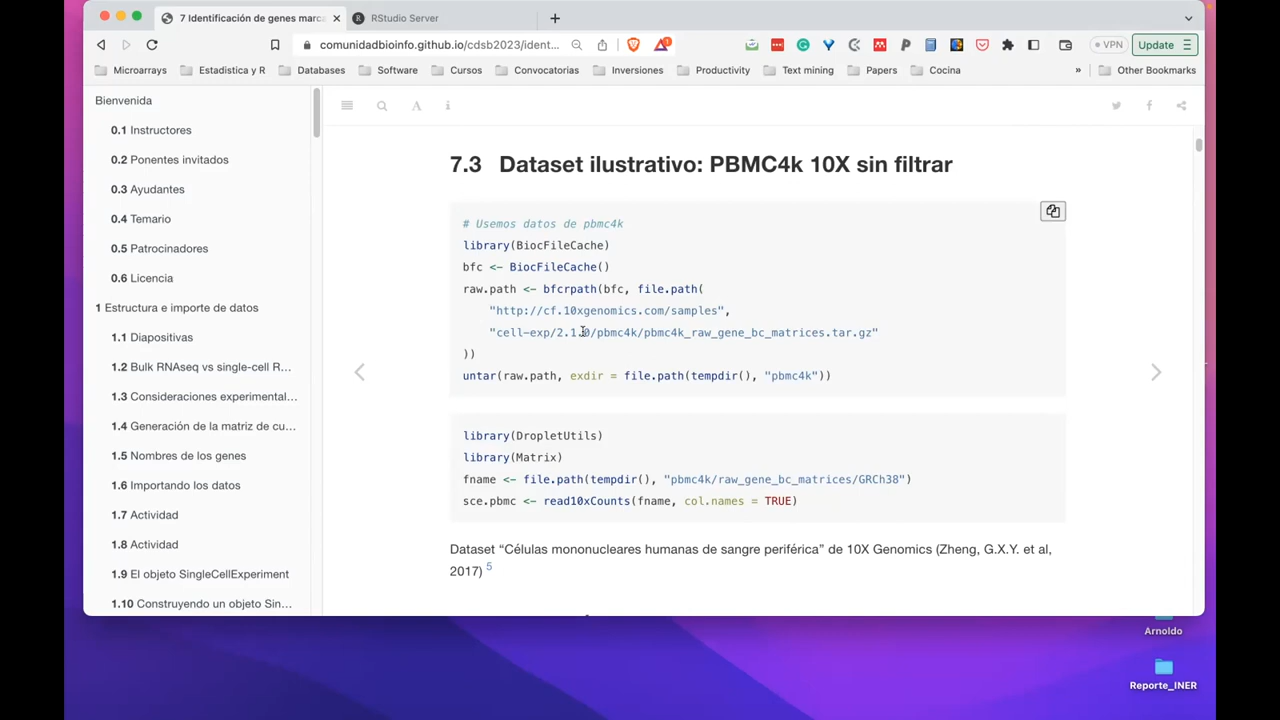 7 Identificación de genes marca
RStudio Server
comunidadbioinfo.github.io/cdsb2023/ident...
VPN
Update
Microarrays
Estadistica y R
Databases
Software
Cursos
Convocatorias
Inversiones
Productivity
Text mining
Papers
Cocina
»
Other Bookmarks
Bienvenida
0.1 Instructores
0.2 Ponentes invitados
0.3 Ayudantes
0.4 Temario
0.5 Patrocinadores
0.6 Licencia
1 Estructura e importe de datos
1.1 Diapositivas
1.2 Bulk RNAseq vs single-cell R...
1.3 Consideraciones experimental...
1.4 Generación de la matriz de cu...
1.5 Nombres de los genes
1.6 Importando los datos
1.7 Actividad
1.8 Actividad
1.9 El objeto SingleCellExperiment
1.10 Construyendo un objeto Sin...
7.3 Dataset ilustrativo: PBMC4k 10X sin filtrar
# Usemos datos de pbmc4k
library(BiocFileCache)
bfc <- BiocFileCache()
raw.path <- bfcrpath(bfc, file.path(
"http://cf.10xgenomics.com/samples",
"cell-exp/2.1.0/pbmc4k/pbmc4k_raw_gene_bc_matrices.tar.gz"
))
untar(raw.path, exdir = file.path(tempdir(), "pbmc4k"))
library(DropletUtils)
library(Matrix)
fname <- file.path(tempdir(), "pbmc4k/raw_gene_bc_matrices/GRCh38")
sce.pbmc <- read10xCounts(fname, col.names = TRUE)
Dataset “Células mononucleares humanas de sangre periférica” de 10X Genomics (Zheng, G.X.Y. et al,
2017) 5
Arnoldo
Reporte_INER